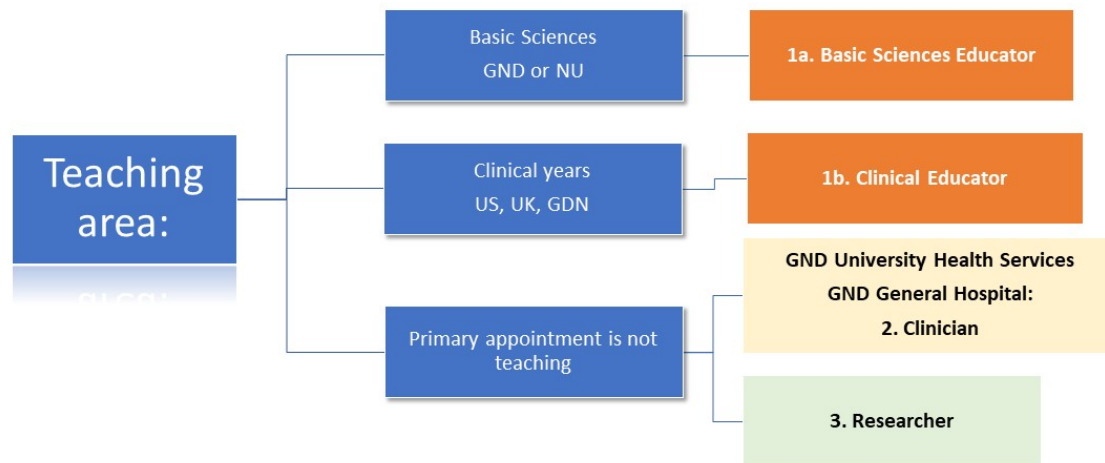 Teaching
area:
Basic Sciences
GND or NU
1a. Basic Sciences Educator
Clinical years
US, UK, GDN
1b. Clinical Educator
Primary appointment is not
teaching
GND University Health Services
GND General Hospital:
2. Clinician
3. Researcher